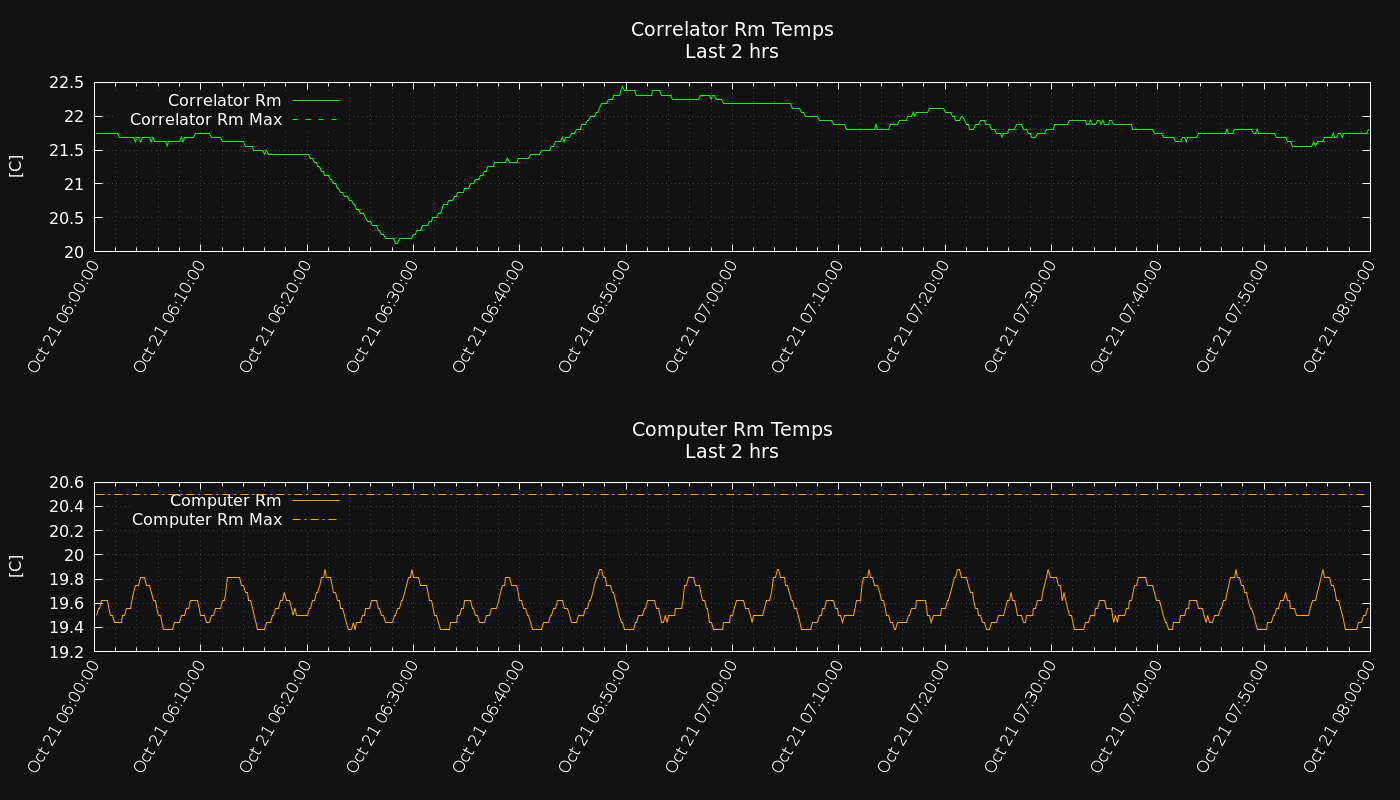 Correlator Rm Temps
Last 2 hrs
22.5
22
21.5
21
20.5
20
[C]
Correlator Rm
Correlator Rm Max
Oct 21 06:00:00
Oct 21 06:10:00
Oct 21 06:20:00
Oct 21 06:30:00
Oct 21 06:40:00
Oct 21 06:50:00
Oct 21 07:00:00
Oct 21 07:10:00
Oct 21 07:20:00
Oct 21 07:30:00
Oct 21 07:40:00
Oct 21 07:50:00
Oct 21 08:00:00
Computer Rm Temps
Last 2 hrs
20.6
20.4
20.2
20
19.8
19.6
19.4
19.2
[C]
Computer Rm
Computer Rm Max
Oct 21 06:00:00
Oct 21 06:10:00
Oct 21 06:20:00
Oct 21 06:30:00
Oct 21 06:40:00
Oct 21 06:50:00
Oct 21 07:00:00
Oct 21 07:10:00
Oct 21 07:20:00
Oct 21 07:30:00
Oct 21 07:40:00
Oct 21 07:50:00
Oct 21 08:00:00